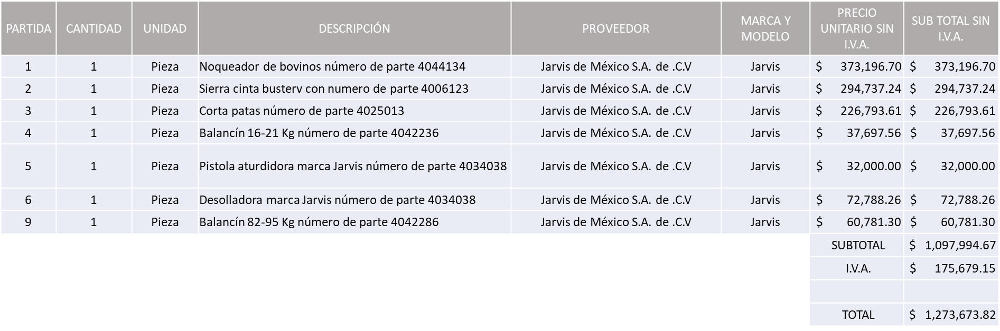 PARTIDA CANTIDAD UNIDAD DESCRIPCIÓN PROVEEDOR MARCA Y MODELO PRECIO UNITARIO SIN I.V.A. SUB TOTAL SIN I.V.A.
1 1 Pieza Noqueador de bovinos número de parte 4044134 Jarvis de México S.A. de .C.V Jarvis $ 373,196.70 $ 373,196.70
2 1 Pieza Sierra cinta busterv con numero de parte 4006123 Jarvis de México S.A. de .C.V Jarvis $ 294,737.24 $ 294,737.24
3 1 Pieza Corta patas número de parte 4025013 Jarvis de México S.A. de .C.V Jarvis $ 226,793.61 $ 226,793.61
4 1 Pieza Balancín 16-21 Kg número de parte 4042236 Jarvis de México S.A. de .C.V Jarvis $ 37,697.56 $ 37,697.56
5 1 Pieza Pistola aturdidora marca Jarvis número de parte 4034038 Jarvis de México S.A. de .C.V Jarvis $ 32,000.00 $ 32,000.00
6 1 Pieza Desolladora marca Jarvis número de parte 4034038 Jarvis de México S.A. de .C.V Jarvis $ 72,788.26 $ 72,788.26
9 1 Pieza Balancín 82-95 Kg número de parte 4042286 Jarvis de México S.A. de .C.V Jarvis $ 60,781.30 $ 60,781.30
SUBTOTAL $ 1,097,994.67
I.V.A. $ 175,679.15
TOTAL $ 1,273,673.82